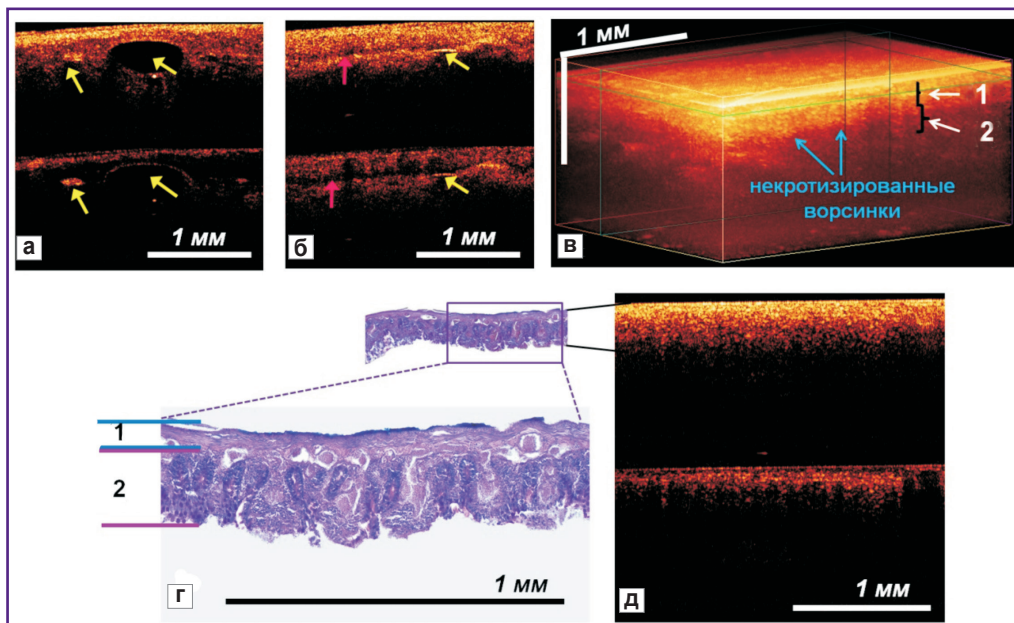 а
1 мм
б
1 мм
1 мм
1
2
некротизированные
ворсинки
в
1
2
г
1 мм
д
1 мм